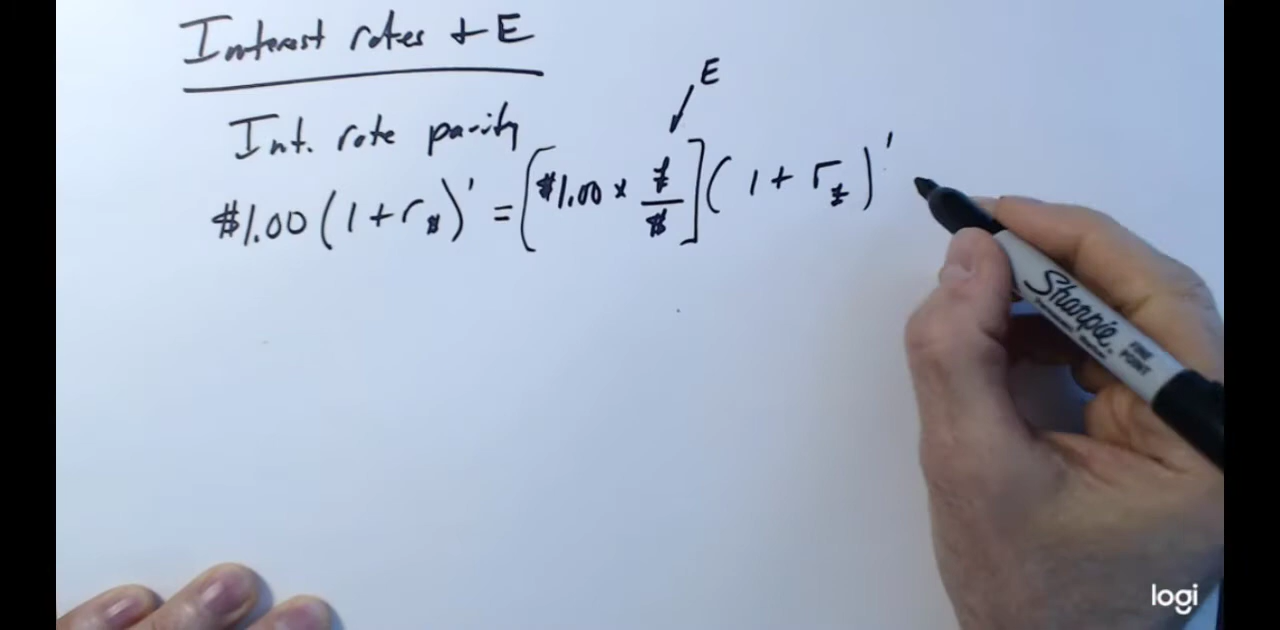 Interest rates + E
E
Int. rate parity
$1.00 (1 + r$)' = [$1.00 × ¥/$] (1 + r¥)'
Sharpie
FINE
POINT
logi